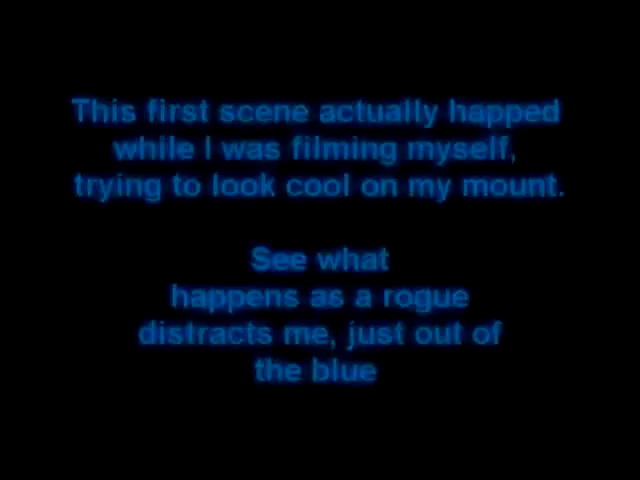 This first scene actually happed
while I was filming myself,
trying to look cool on my mount.
See what
happens as a rogue
distracts me, just out of
the blue